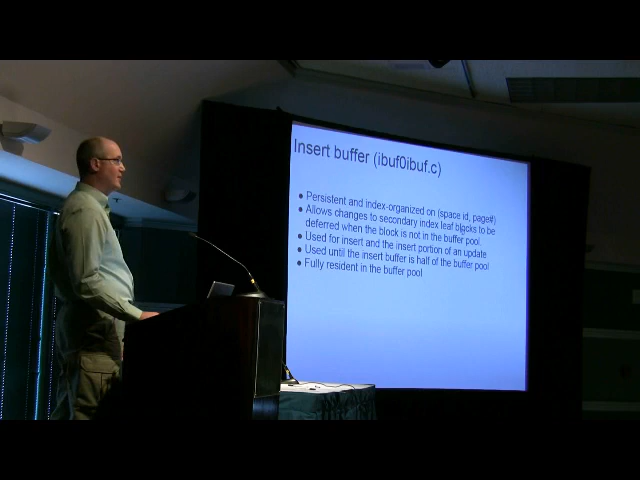 Insert buffer (ibuf0ibuf.c)
● Persistent and index-organized on (space id, page#)
● Allows changes to secondary index leaf blocks to be
deferred when the block is not in the buffer pool.
● Used for insert and the insert portion of an update
● Used until the insert buffer is half of the buffer pool
● Fully resident in the buffer pool